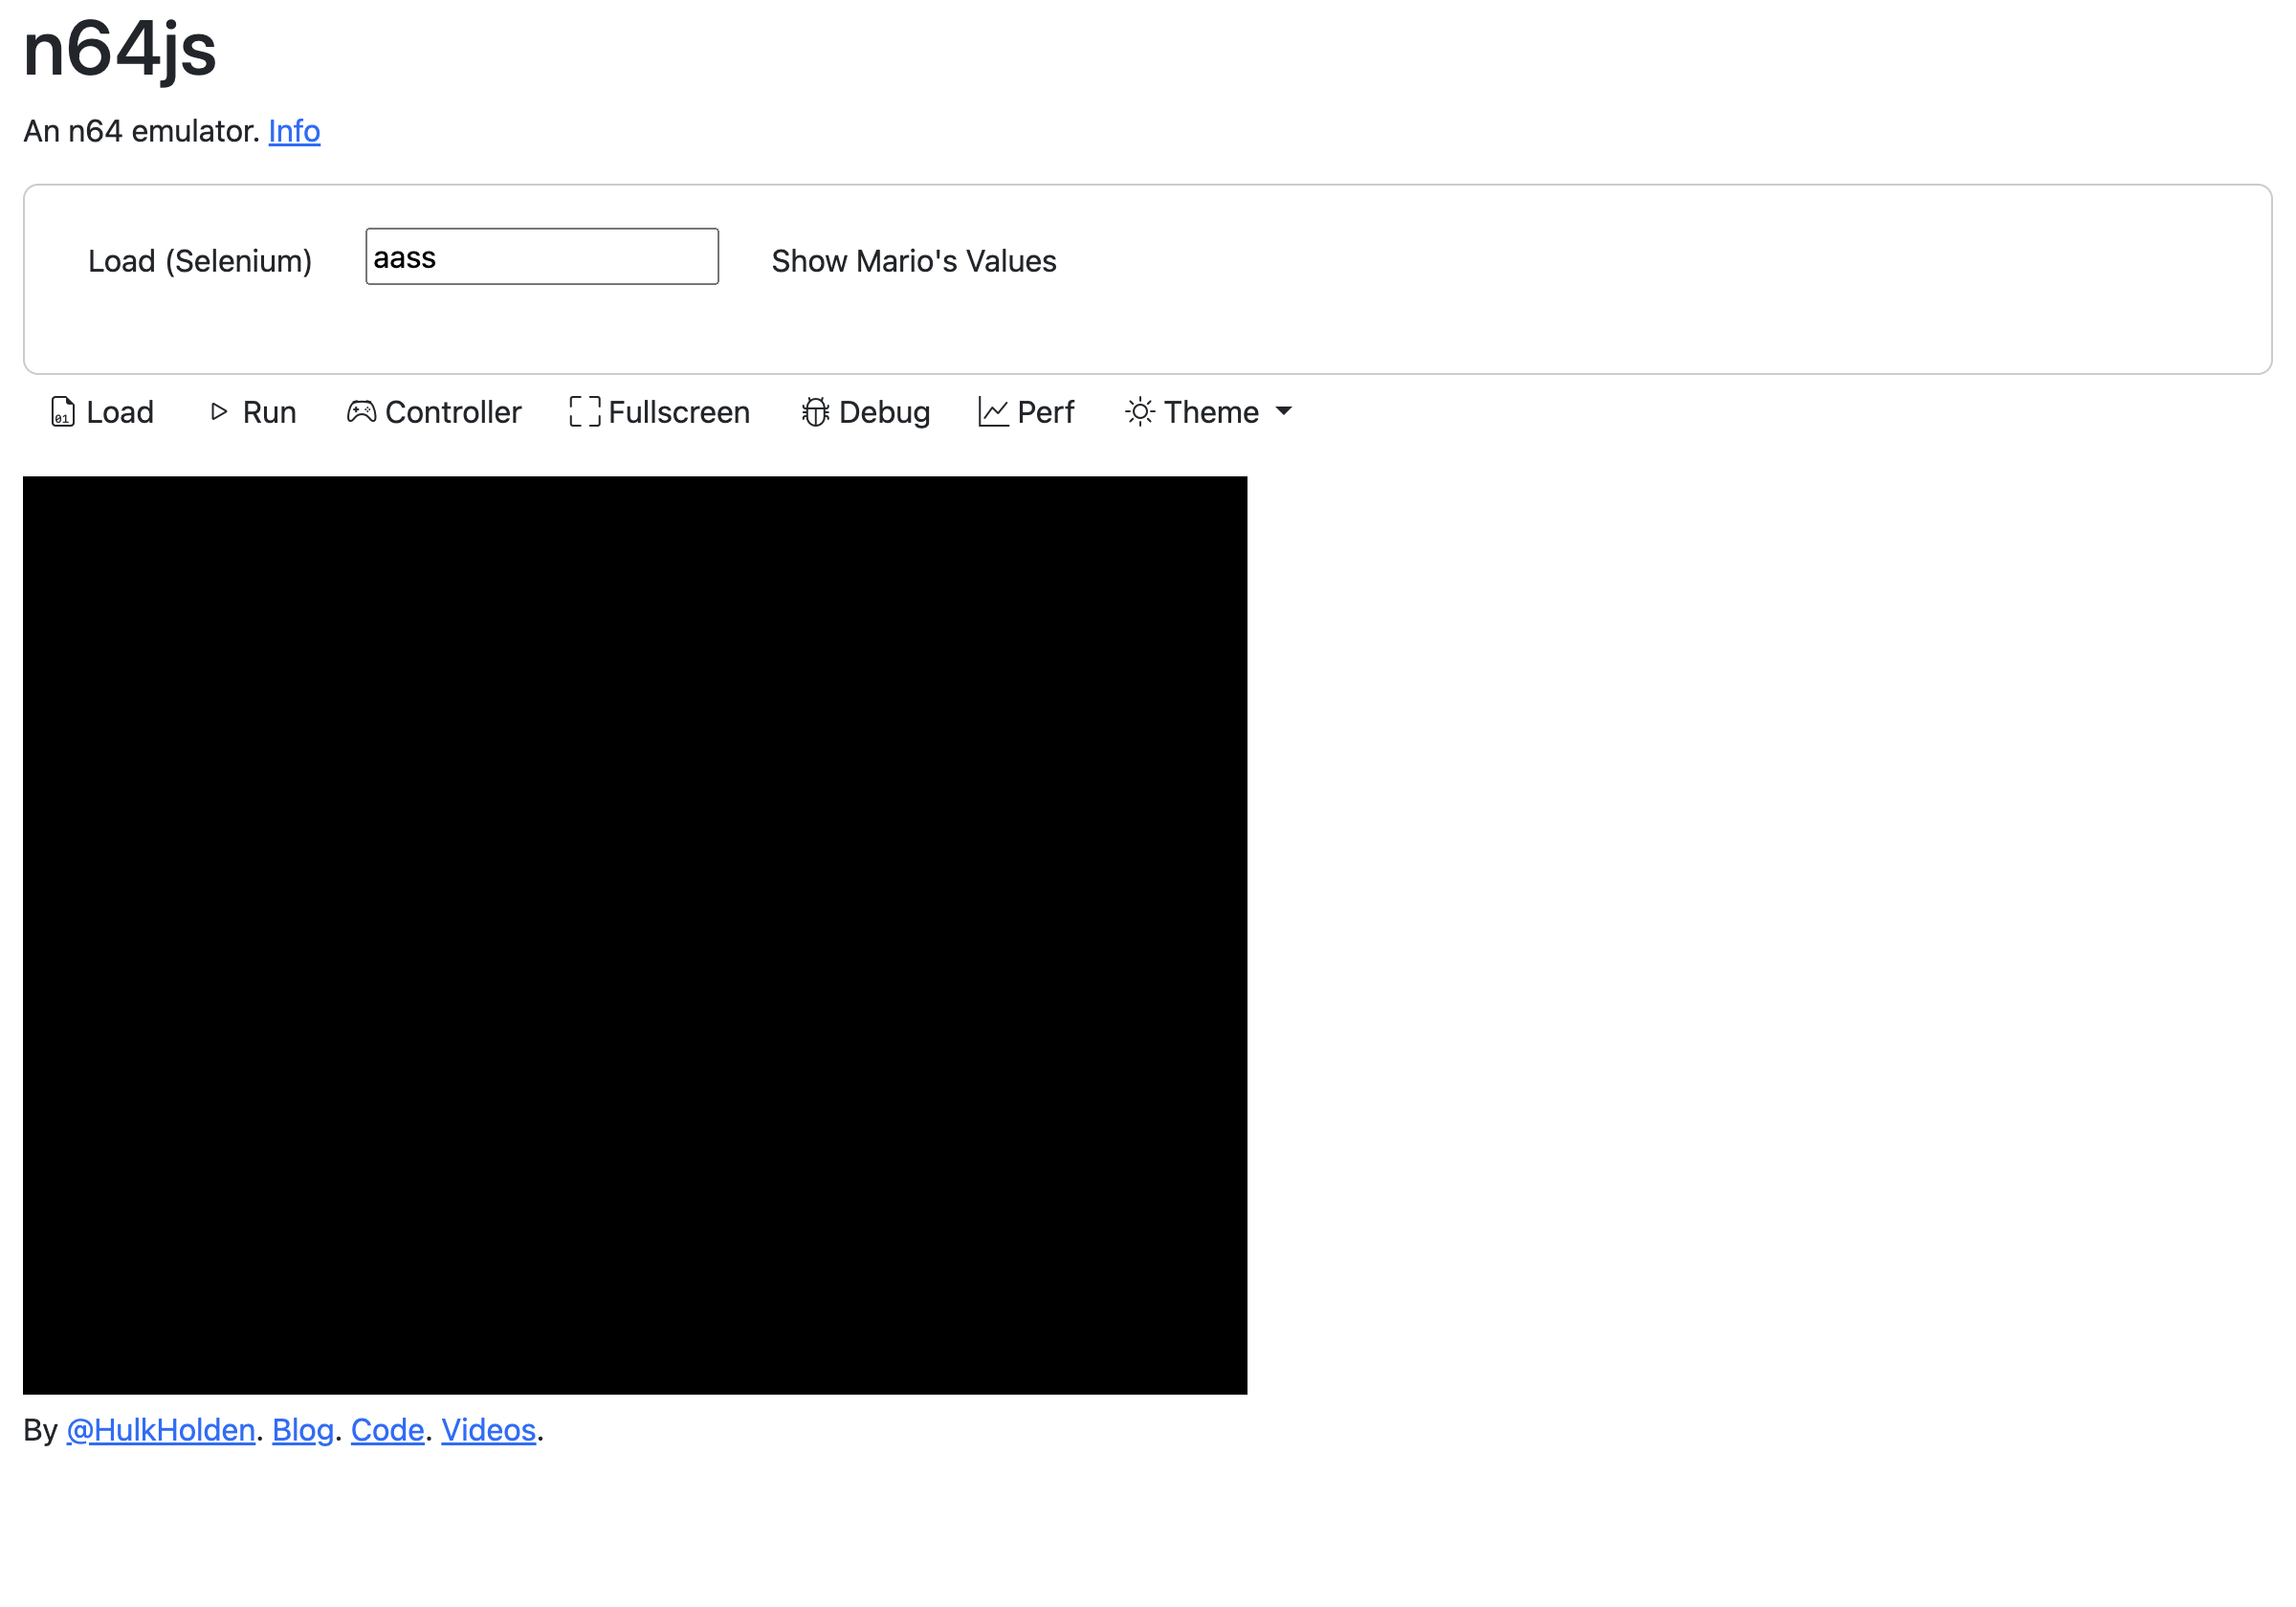 n64js
An n64 emulator. Info
Load (Selenium) aass Show Mario's Values
Load Run Controller Fullscreen Debug Perf Theme
By @HulkHolden. Blog. Code. Videos.